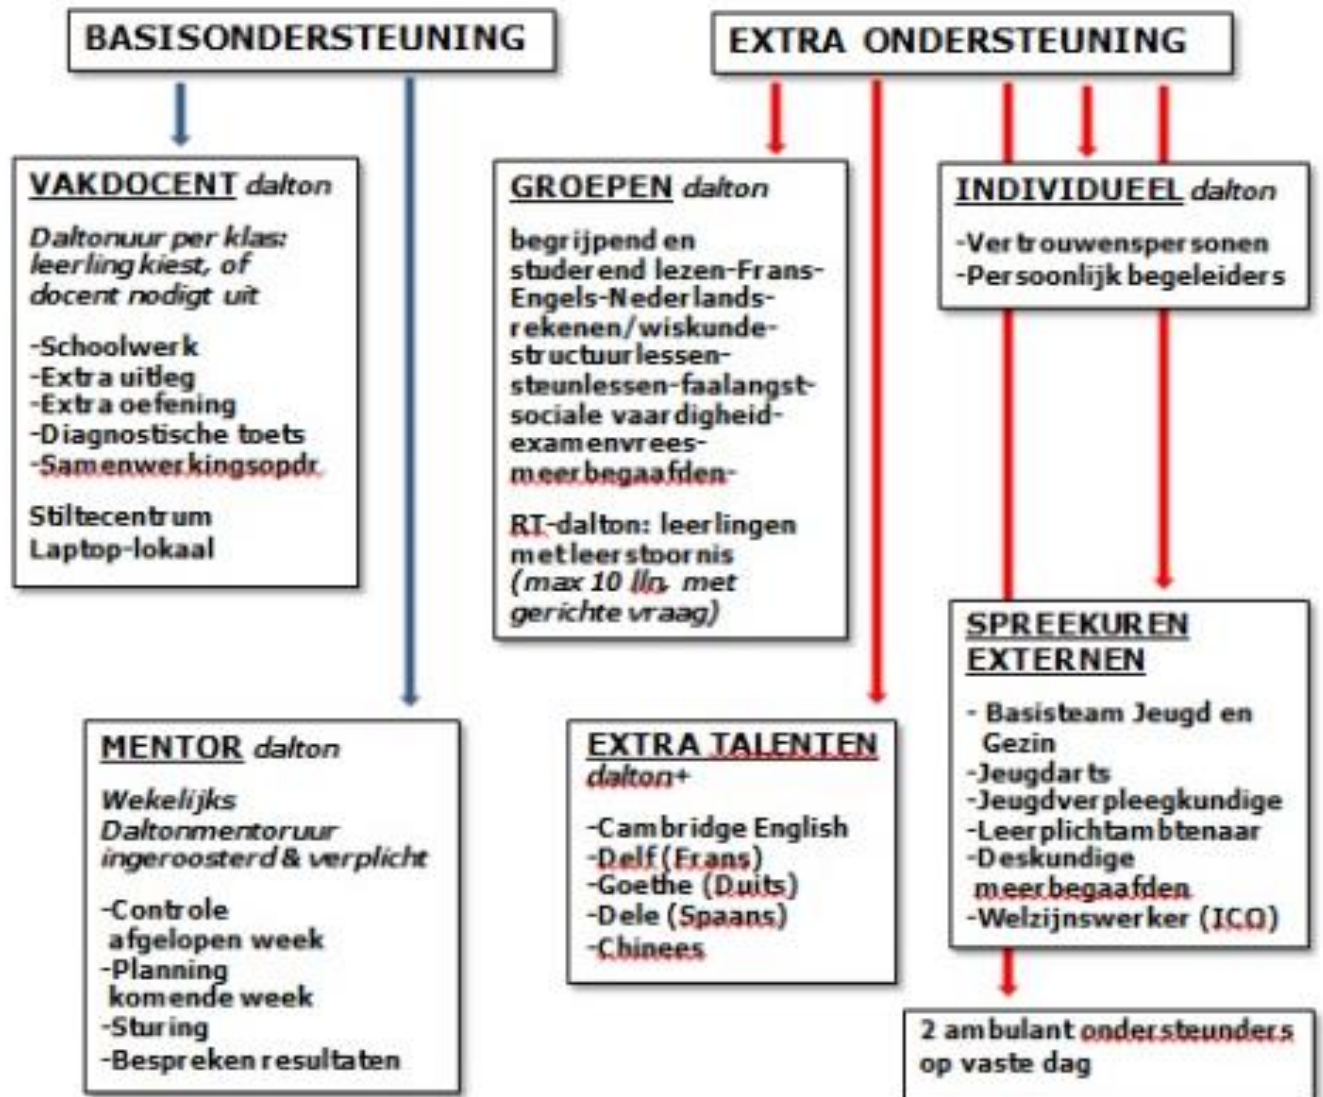 BASISONDERSTEUNING
EXTRA ONDERSTEUNING
VAKDOCENT dalton
Daltonuur per klas:
leerling kiest, of
docent nodigt uit
-Schoolwerk
-Extra uitleg
-Extra oefening
-Diagnostische toets
-Samenwerkingsopdr.
Stiltecentrum
Laptop-lokaal
GROEPEN dalton
begrijpend en
studerend lezen-Frans-
Engels-Nederlands-
rekenen/wiskunde-
structuurlessen-
steunlessen-faalangst-
sociale vaardigheid-
examenvrees-
meerbegaafden-
RT-dalton: leerlingen
met leerstoornis
(max 10 lln. met
gerichte vraag)
INDIVIDUEEL dalton
-Vertrouwenspersonen
-Persoonlijk begeleiders
MENTOR dalton
Wekelijks
Daltonmentoruur
ingeroosterd & verplicht
-Controle
afgelopen week
-Planning
komende week
-Sturing
-Bespreken resultaten
EXTRA TALENTEN
dalton+
-Cambridge English
-Delf (Frans)
-Goethe (Duits)
-Dele (Spaans)
-Chinees
SPREEKUREN
EXTERNEN
- Basisteam Jeugd en
Gezin
-Jeugdarts
-Jeugdverpleegkundige
-Leerplichtambtenaar
-Deskundige
meerbegaafden
-Welzijnswerker (ICO)
2 ambulant ondersteunders
op vaste dag